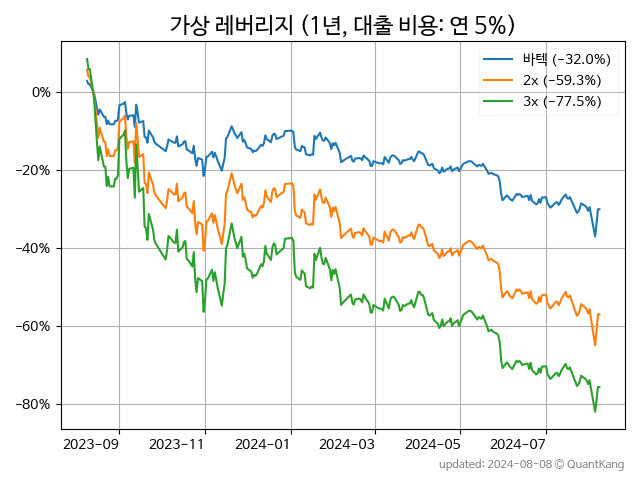 가상 레버리지 (1년, 대출 비용: 연 5%)
바텍 (−32.0%)
2x (−59.3%)
3x (−77.5%)
0%
−20%
−40%
−60%
−80%
2023-09
2023-11
2024-01
2024-03
2024-05
2024-07
updated: 2024-08-08 © QuantKang